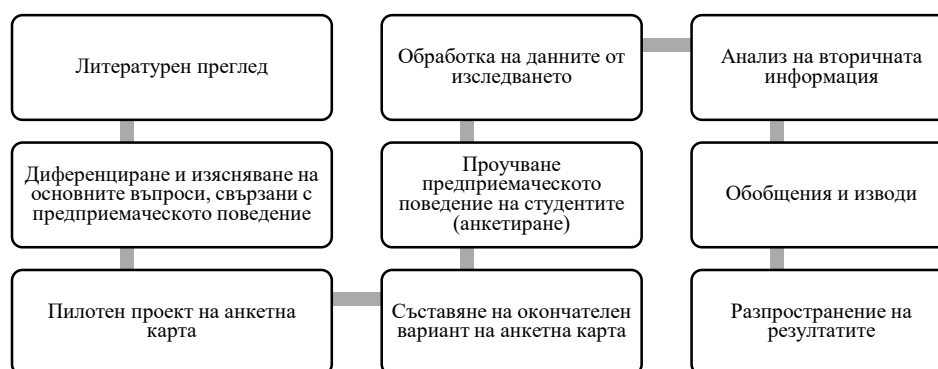 Литературен преглед
Диференциране и изясняване на
основните въпроси, свързани с
предприемаческото поведение
Пилотен проект на анкетна
карта
Съставяне на окончателен
вариант на анкетна карта
Проучване
предприемаческото
поведение на студентите
(анкетиране)
Обработка на данните от
изследването
Анализ на вторичната
информация
Обобщения и изводи
Разпространение на
резултатите